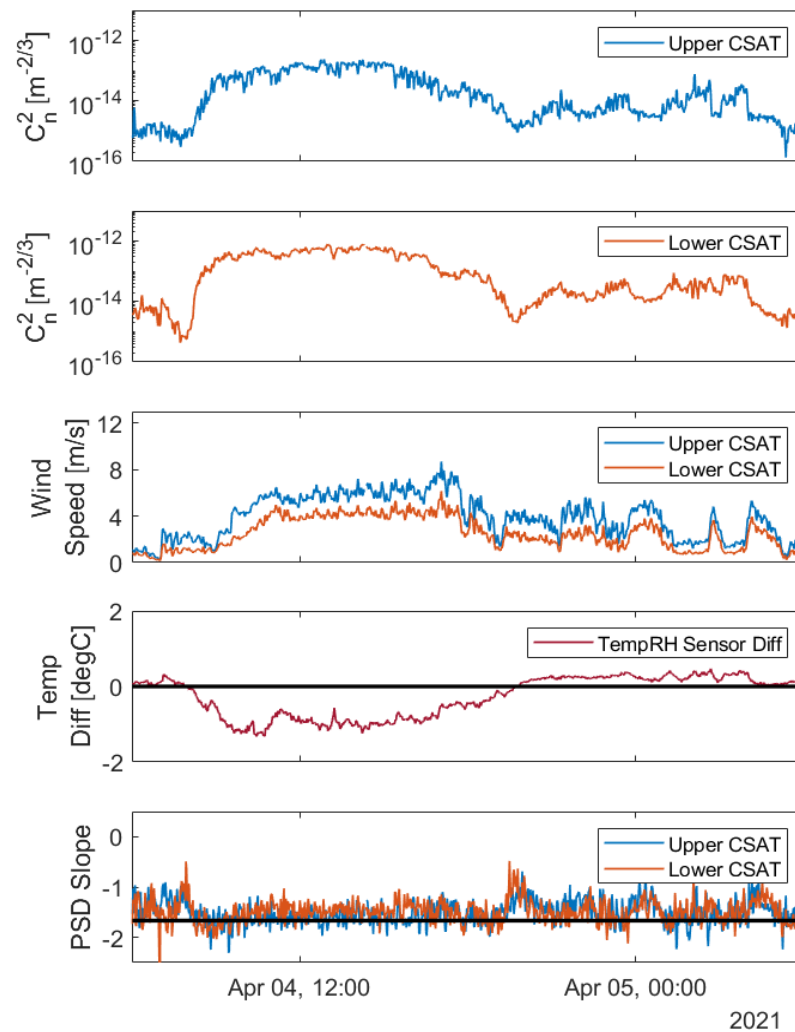 10^-12
10^-14
10^-16
C_n^2 [m^-2/3]
Upper CSAT
10^-12
10^-14
10^-16
C_n^2 [m^-2/3]
Lower CSAT
12
8
4
0
Wind
Speed [m/s]
Upper CSAT
Lower CSAT
2
0
-2
Temp
Diff [degC]
TempRH Sensor Diff
0
-1
-2
PSD Slope
Upper CSAT
Lower CSAT
Apr 04, 12:00
Apr 05, 00:00
2021